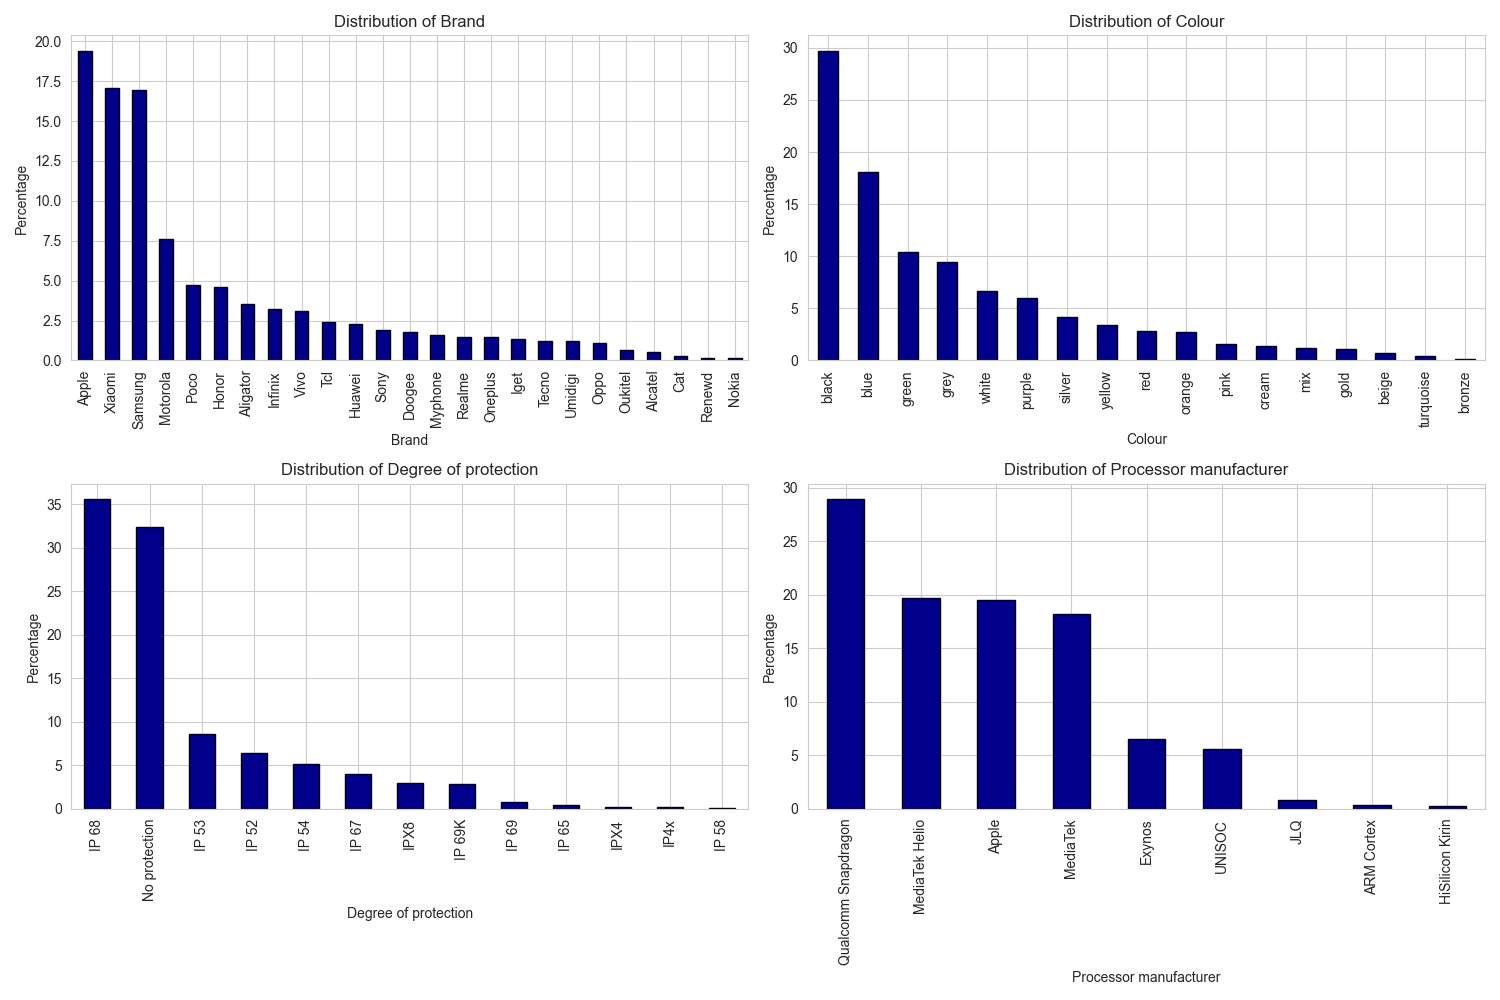 Distribution of Brand
Percentage
20.0
17.5
15.0
12.5
10.0
7.5
5.0
2.5
0.0
Apple
Xiaomi
Samsung
Motorola
Poco
Honor
Aligator
Infinix
Vivo
Tcl
Huawei
Sony
Doogee
Myphone
Realme
Oneplus
Iget
Tecno
Umidigi
Oppo
Oukitel
Alcatel
Cat
Renewd
Nokia
Brand
Distribution of Colour
Percentage
30
25
20
15
10
5
0
black
blue
green
grey
white
purple
silver
yellow
red
orange
pink
cream
mix
gold
beige
turquoise
bronze
Colour
Distribution of Degree of protection
Percentage
35
30
25
20
15
10
5
0
IP 68
No protection
IP 53
IP 52
IP 54
IP 67
IPX8
IP 69K
IP 69
IP 65
IPX4
IP4x
IP 58
Degree of protection
Distribution of Processor manufacturer
Percentage
30
25
20
15
10
5
0
Qualcomm Snapdragon
MediaTek Helio
Apple
MediaTek
Exynos
UNISOC
JLQ
ARM Cortex
HiSilicon Kirin
Processor manufacturer